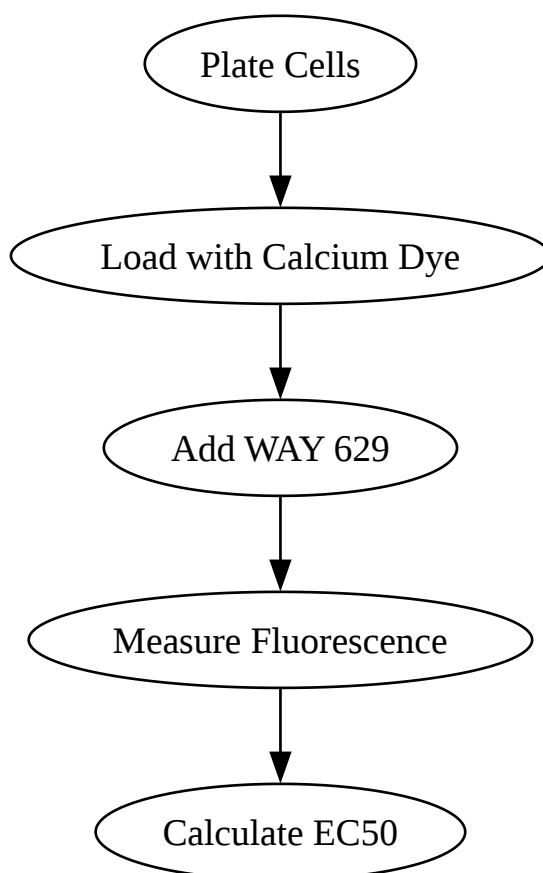 Plate Cells
Load with Calcium Dye
Add WAY 629
Measure Fluorescence
Calculate EC50